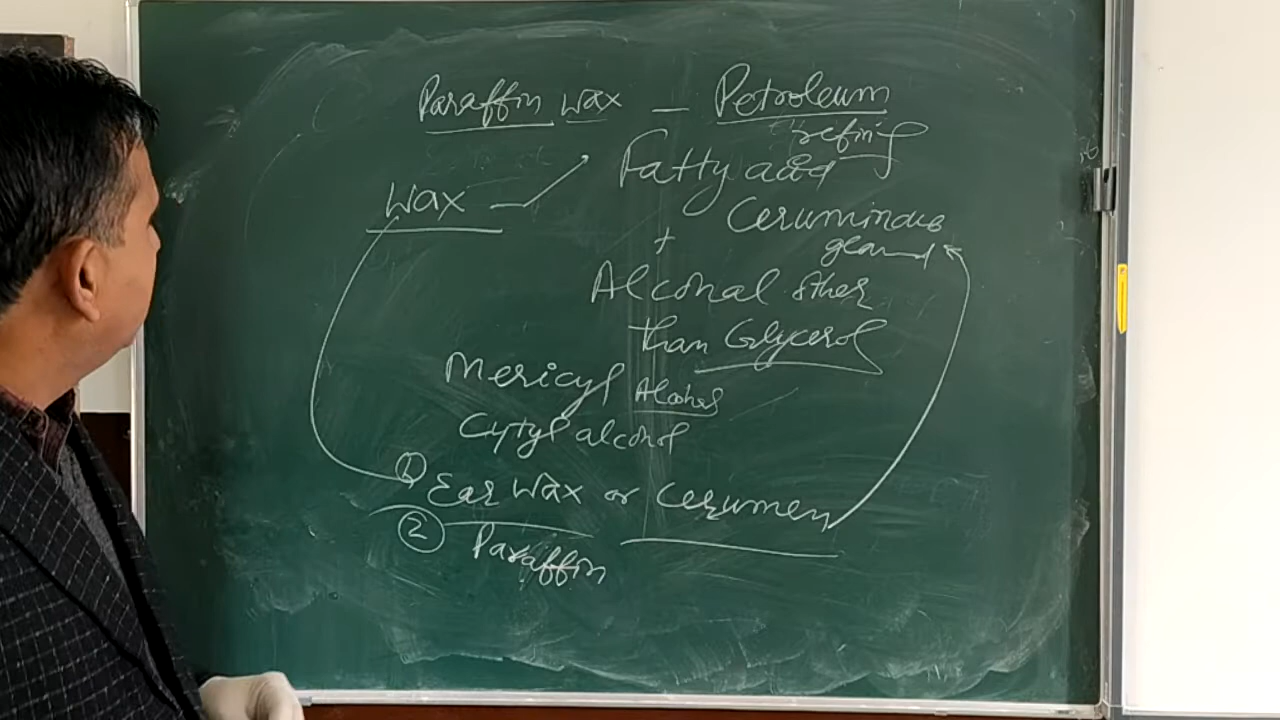 Paraffin wax - Petroleum
refining
Wax → Fatty acid
Ceruminous
gland
+
Alcohal other
than Glycerol
Mericyl Alcohol
Cytyl alcohol
① Ear wax or Cerumen
② Paraffin